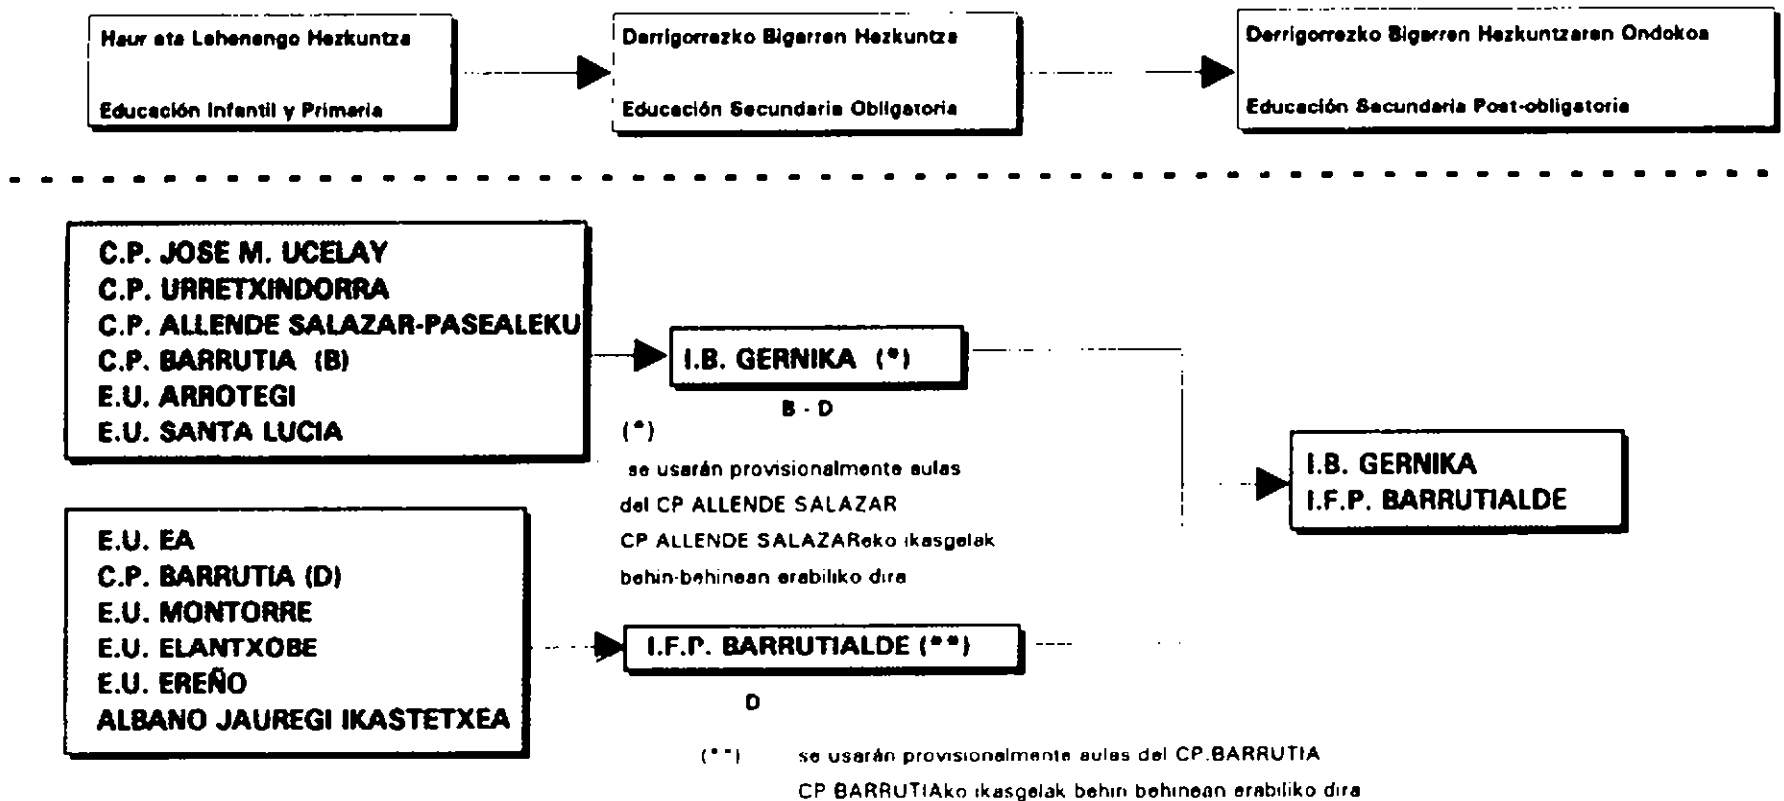 Haur eta Lehenengo Hezkuntza
Educación Infantil y Primaria
Derrigorrezko Bigarren Hezkuntza
Educación Secundaria Obligatoria
Derrigorrezko Bigarren Hezkuntzaren Ondokoa
Educación Secundaria Post-obligatoria
C.P. JOSE M. UCELAY
C.P. URRETXINDORRA
C.P. ALLENDE SALAZAR-PASEALEKU
C.P. BARRUTIA (B)
E.U. ARROTEGI
E.U. SANTA LUCIA
I.B. GERNIKA (*)
B - D
(*)
se usarán provisionalmente aulas
del CP ALLENDE SALAZAR
CP ALLENDE SALAZAReko ikasgelak
behin-behinean erabiliko dira
E.U. EA
C.P. BARRUTIA (D)
E.U. MONTORRE
E.U. ELANTXOBE
E.U. EREÑO
ALBANO JAUREGI IKASTETXEA
I.F.P. BARRUTIALDE (**)
D
(**) se usarán provisionalmente aulas del CP.BARRUTIA
CP BARRUTIAko ikasgelak behin behinean erabiliko dira
I.B. GERNIKA
I.F.P. BARRUTIALDE